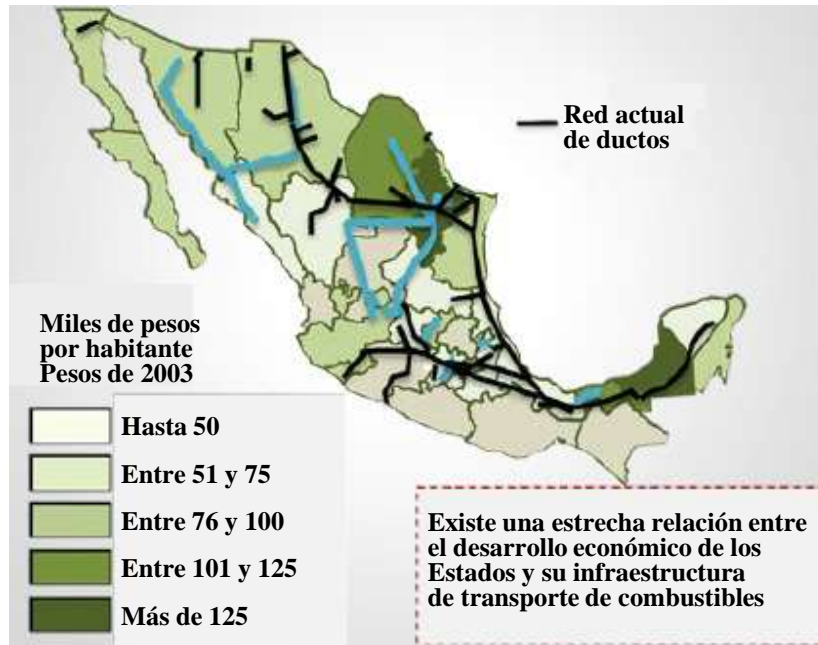 Red actual
de ductos
Miles de pesos
por habitante
Pesos de 2003
Hasta 50
Entre 51 y 75
Entre 76 y 100
Entre 101 y 125
Más de 125
Existe una estrecha relación entre
el desarrollo económico de los
Estados y su infraestructura
de transporte de combustibles